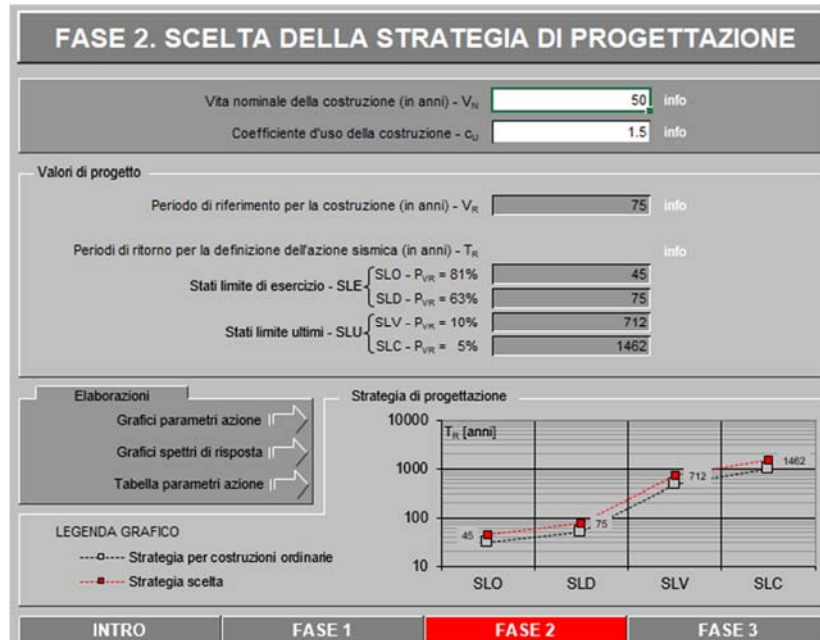 FASE 2. SCELTA DELLA STRATEGIA DI PROGETTAZIONE
Vita nominale della costruzione (in anni) - VN 50 info
Coefficiente d'uso della costruzione - cU 1.5 info
Valori di progetto
Periodo di riferimento per la costruzione (in anni) - VR 75 info
Periodi di ritorno per la definizione dell'azione sismica (in anni) - TR info
Stati limite di esercizio - SLE
SLO - PVR = 81% 45
SLD - PVR = 63% 75
Stati limite ultimi - SLU
SLV - PVR = 10% 712
SLC - PVR = 5% 1462
Elaborazioni
Grafici parametri azione
Grafici spettri di risposta
Tabella parametri azione
LEGENDA GRAFICO
Strategia per costruzioni ordinarie
Strategia scelta
Strategia di progettazione
TR [anni]
10000
1000
100
10
45
75
712
1462
SLO SLD SLV SLC
INTRO FASE 1 FASE 2 FASE 3